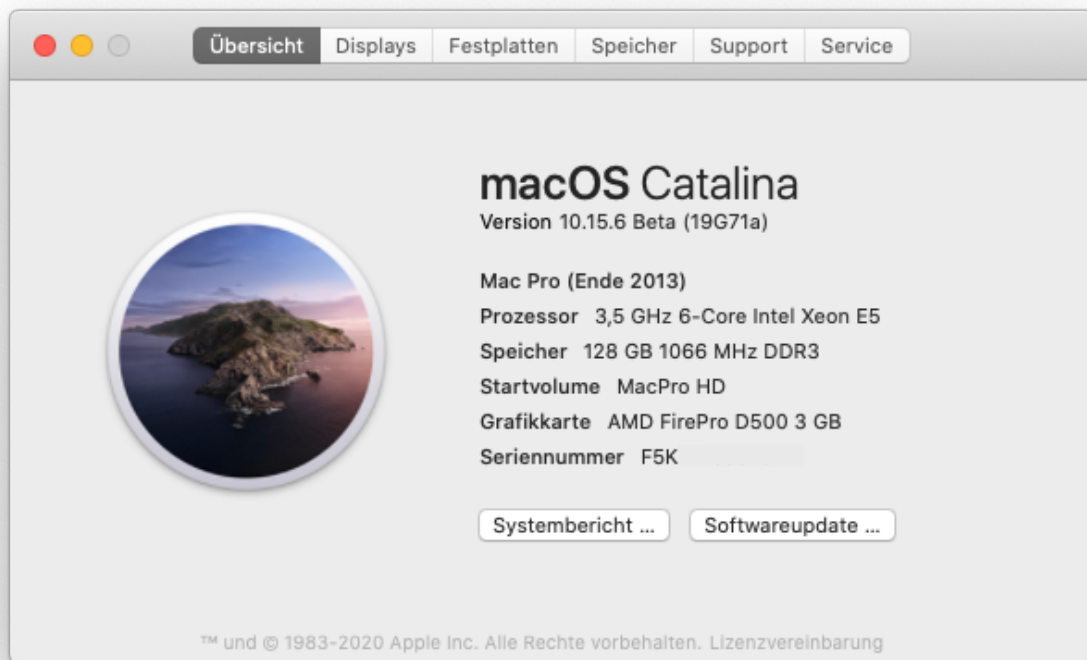 Übersicht Displays Festplatten Speicher Support Service
macOS Catalina
Version 10.15.6 Beta (19G71a)
Mac Pro (Ende 2013)
Prozessor 3,5 GHz 6-Core Intel Xeon E5
Speicher 128 GB 1066 MHz DDR3
Startvolume MacPro HD
Grafikkarte AMD FirePro D500 3 GB
Seriennummer F5K
Systembericht ... Softwareupdate ...
™ und © 1983-2020 Apple Inc. Alle Rechte vorbehalten. Lizenzvereinbarung